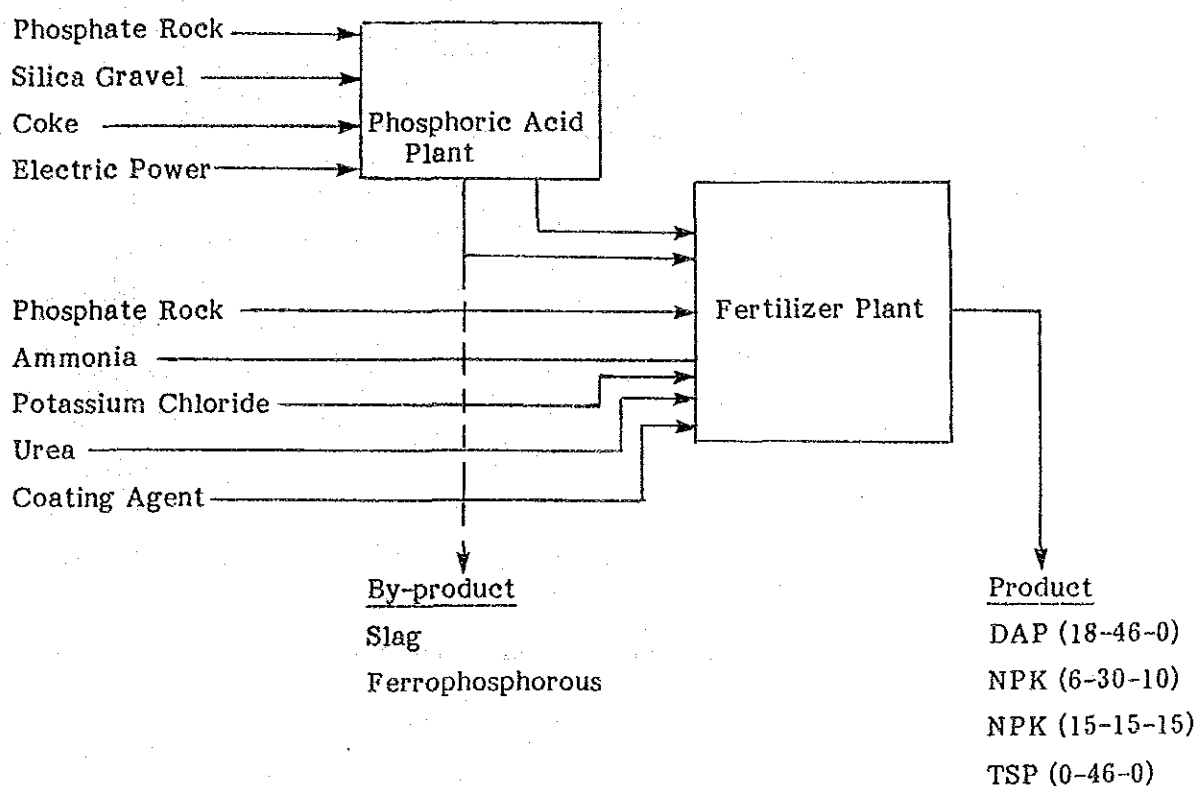 Phosphate Rock
Silica Gravel
Coke
Electric Power
Phosphoric Acid
Plant
Phosphate Rock
Ammonia
Potassium Chloride
Urea
Coating Agent
Fertilizer Plant
By-product
Slag
Ferrophosphorous
Product
DAP (18-46-0)
NPK (6-30-10)
NPK (15-15-15)
TSP (0-46-0)